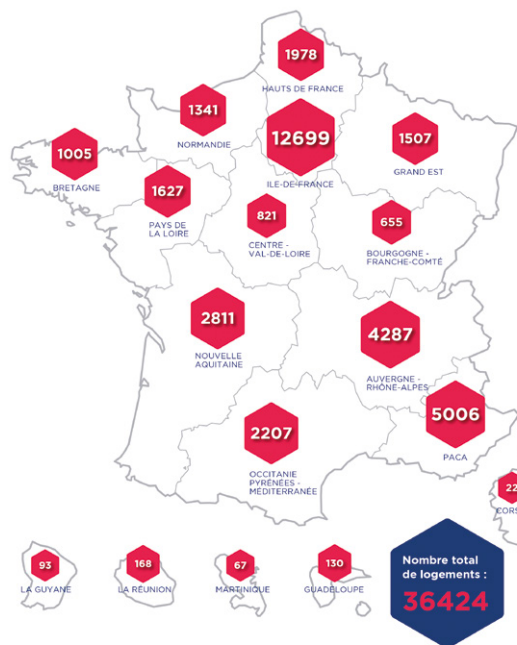 1978
HAUTS DE FRANCE
1341
NORMANDIE
12699
ILE-DE-FRANCE
1507
GRAND EST
1005
BRETAGNE
1627
PAYS DE
LA LOIRE
821
CENTRE -
VAL-DE-LOIRE
655
BOURGOGNE -
FRANCHE-COMTÉ
2811
NOUVELLE
AQUITAINE
4287
AUVERGNE -
RHÔNE-ALPES
5006
PACA
2207
OCCITANIE
PYRÉNÉES -
MÉDITERRANÉE
22
CORS
93
LA GUYANE
168
LA RÉUNION
67
MARTINIQUE
130
GUADELOUPE
Nombre total
de logements :
36424